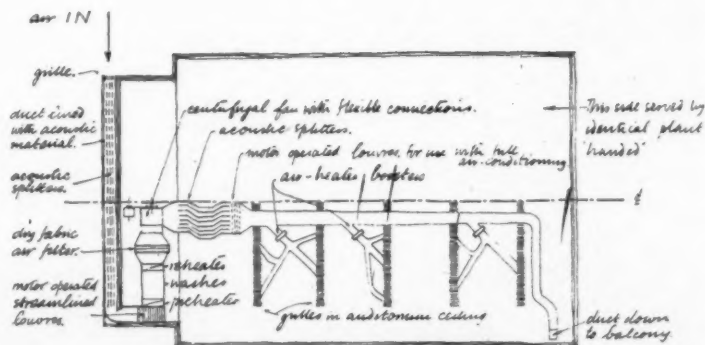 air IN
grille.
duct lined
with acoustic
material.
acoustic
splitters.
dry fabric
air filter.
motor operated
streamlined
louvres.
centrifugal fan with flexible connections.
acoustic splitters.
motor operated louvres for use with full
air-conditioning
air-heater boosters
reheater
washer
preheater
grilles in auditorium ceiling
This side served by
identical plant
'handed'
duct down
to balcony.